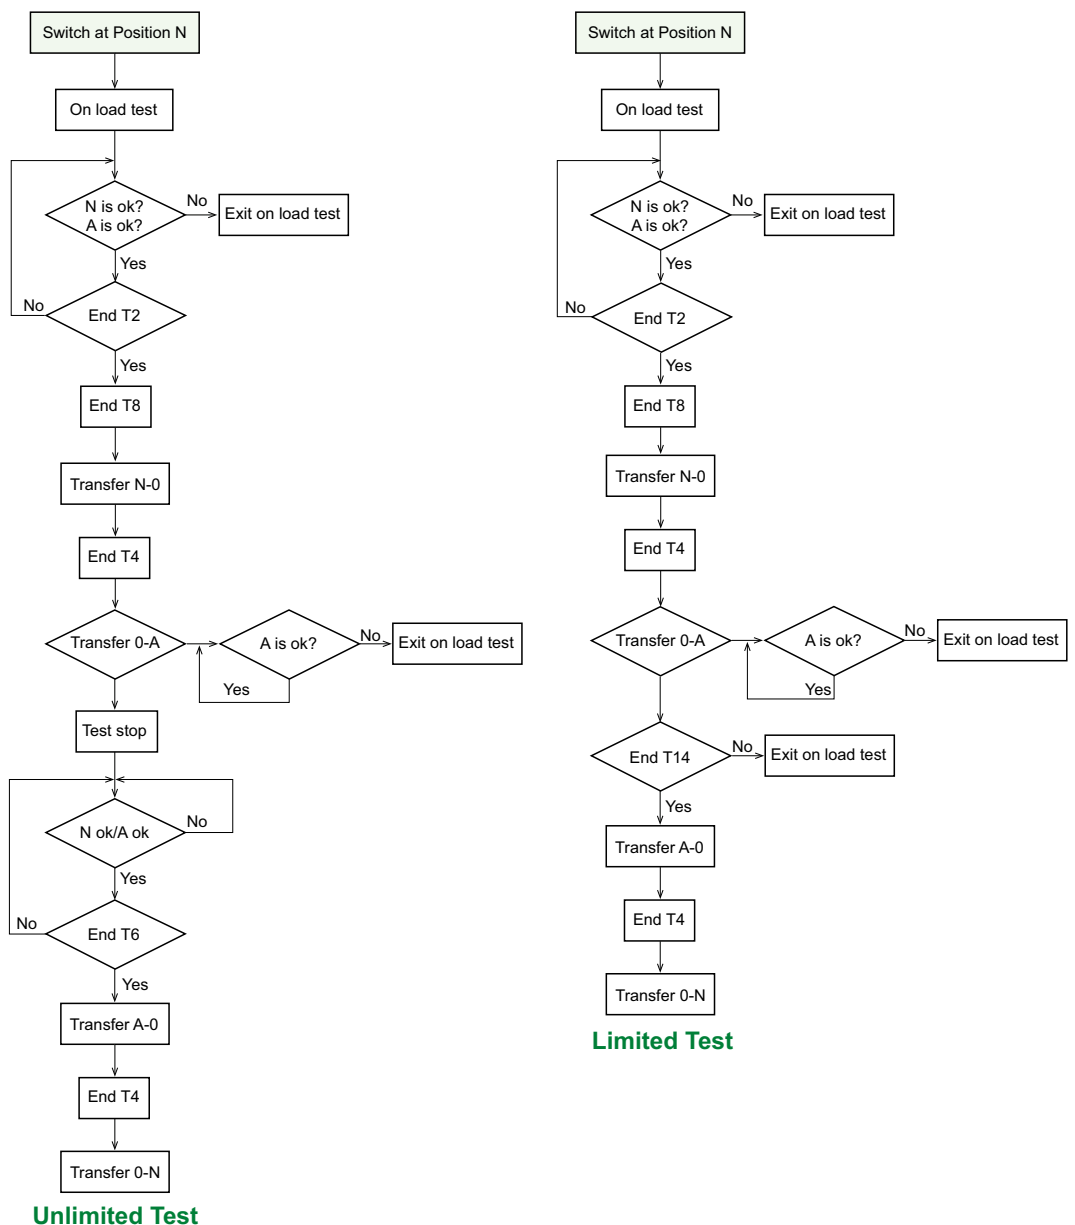 Switch at Position N
On load test
N is ok?
A is ok?
No
Exit on load test
Yes
No
End T2
Yes
End T8
Transfer N-0
End T4
Transfer 0-A
A is ok?
No
Exit on load test
Yes
Test stop
N ok/A ok
No
Yes
No
End T6
Yes
Transfer A-0
End T4
Transfer 0-N
Unlimited Test
Switch at Position N
On load test
N is ok?
A is ok?
No
Exit on load test
Yes
No
End T2
Yes
End T8
Transfer N-0
End T4
Transfer 0-A
A is ok?
No
Exit on load test
Yes
End T14
No
Exit on load test
Yes
Transfer A-0
End T4
Transfer 0-N
Limited Test